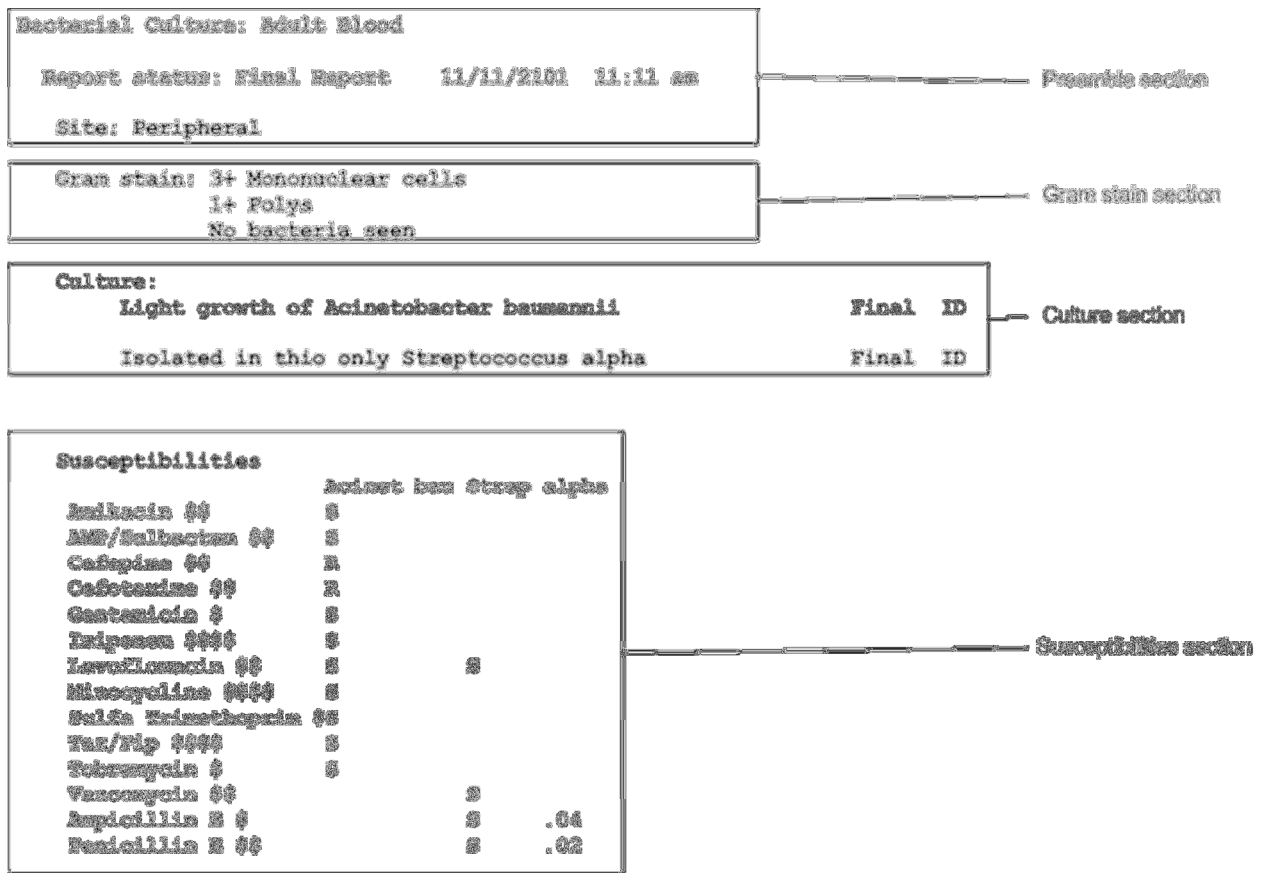 Bacterial Culture: Adult Blood
Report status: Final Report 11/11/2101 11:11 am
Preamble section
Site: Peripheral
Gram stain: 3+ Mononuclear cells
1+ Polys
No bacteria seen
Gram stain section
Culture:
Light growth of Acinetobacter baumannii Final ID
Isolated in thio only Streptococcus alpha Final ID
Culture section
Susceptibilities
Acinet bau Strep alpha
Amikacin $$ S
AMP/Sulbactam $$ S
Cefepime $$ R
$$ R
Gentamicin $ S
Imipenem $$$$ S
Levofloxacin $$ S S
Minocycline $$$$ S
Sulfa Trimethoprim
Taz/Pip $$$$ S
Tobramycin $ S
Vancomycin $$ S
Ampicillin $ S .04
Penicillin $$ S .02
Susceptibilities section